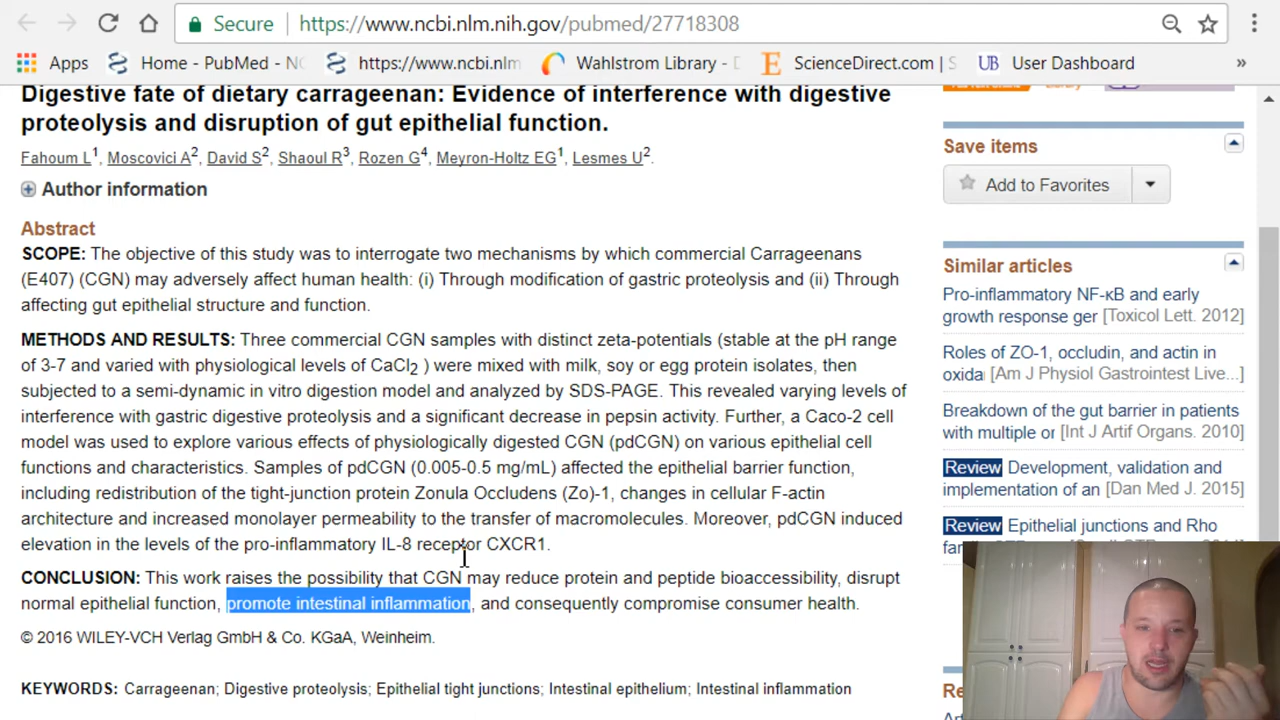 Secure https://www.ncbi.nlm.nih.gov/pubmed/27718308
Apps Home - PubMed - NC https://www.ncbi.nlm Wahlstrom Library - D ScienceDirect.com | S UB User Dashboard »
Digestive fate of dietary carrageenan: Evidence of interference with digestive
proteolysis and disruption of gut epithelial function.
Fahoum L1, Moscovici A2, David S2, Shaoul R3, Rozen G4, Meyron-Holtz EG1, Lesmes U2.
Author information
Abstract
SCOPE: The objective of this study was to interrogate two mechanisms by which commercial Carrageenans
(E407) (CGN) may adversely affect human health: (i) Through modification of gastric proteolysis and (ii) Through
affecting gut epithelial structure and function.
METHODS AND RESULTS: Three commercial CGN samples with distinct zeta-potentials (stable at the pH range
of 3-7 and varied with physiological levels of CaCl2 ) were mixed with milk, soy or egg protein isolates, then
subjected to a semi-dynamic in vitro digestion model and analyzed by SDS-PAGE. This revealed varying levels of
interference with gastric digestive proteolysis and a significant decrease in pepsin activity. Further, a Caco-2 cell
model was used to explore various effects of physiologically digested CGN (pdCGN) on various epithelial cell
functions and characteristics. Samples of pdCGN (0.005-0.5 mg/mL) affected the epithelial barrier function,
including redistribution of the tight-junction protein Zonula Occludens (Zo)-1, changes in cellular F-actin
architecture and increased monolayer permeability to the transfer of macromolecules. Moreover, pdCGN induced
elevation in the levels of the pro-inflammatory IL-8 receptor CXCR1.
CONCLUSION: This work raises the possibility that CGN may reduce protein and peptide bioaccessibility, disrupt
normal epithelial function, promote intestinal inflammation, and consequently compromise consumer health.
© 2016 WILEY-VCH Verlag GmbH & Co. KGaA, Weinheim.
KEYWORDS: Carrageenan; Digestive proteolysis; Epithelial tight junctions; Intestinal epithelium; Intestinal inflammation
Save items
Add to Favorites
Similar articles
Pro-inflammatory NF-κB and early
growth response ger [Toxicol Lett. 2012]
Roles of ZO-1, occludin, and actin in
oxida [Am J Physiol Gastrointest Live...]
Breakdown of the gut barrier in patients
with multiple or [Int J Artif Organs. 2010]
Review Development, validation and
implementation of an [Dan Med J. 2015]
Review Epithelial junctions and Rho